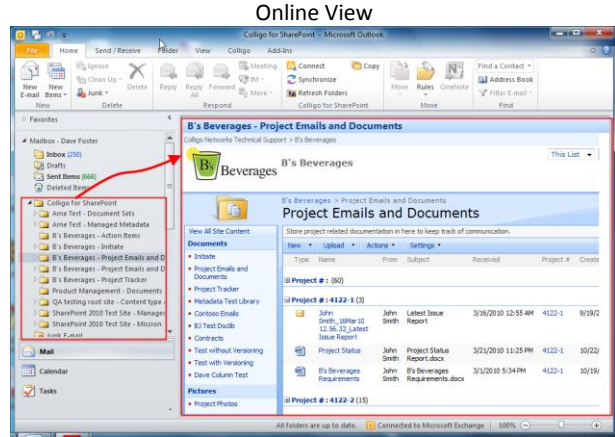 Online View
Colligo for SharePoint - Microsoft Outlook
File Home Send / Receive Folder View Colligo Add-Ins
New E-mail
New Items
Ignore
Clean Up
Junk
Delete
Reply
Reply All
Forward
Meeting
IM
More
Connect
Copy
Synchronize
Refresh Folders
Move
Rules
OneNote
Find a Contact
Address Book
Filter E-mail
New Delete Respond Colligo for SharePoint Move Find
Favorites
Mailbox - Dave Foster
Inbox (250)
Drafts
Sent Items (666)
Deleted Items
Colligo for SharePoint
Arne Test - Document Sets
Arne Test - Managed Metadata
B's Beverages - Action Items
B's Beverages - Initiate
B's Beverages - Project Emails and D
B's Beverages - Project Emails and D
B's Beverages - Project Tracker
Product Management - Documents
QA testing root site - Content type
SharePoint 2010 Test Site - Manage
SharePoint 2010 Test Site - Mission
Junk E-mail
Mail
Calendar
Tasks
B's Beverages - Project Emails and Documents
Colligo Networks Technical Support > B's Beverages
B's Beverages
B's Beverages
This List
B's Beverages > Project Emails and Documents
Project Emails and Documents
View All Site Content
Documents
Initiate
Project Emails and
Documents
Project Tracker
Metadata Test Library
Contoso Emails
BJ Test Doclib
Contracts
Test without Versioning
Test with Versioning
Dave Column Test
Pictures
Project Photos
Store project related documentation in here to keep track of communication.
New Upload Actions Settings
Type Name From Subject Received Project # Create
Project # : (60)
Project # : 4122-1 (3)
John Smith_16Mar10 12.56.32_Latest Issue Report John Smith Latest Issue Report 3/16/2010 12:55 AM 4122-1 9/19/2
Project Status John Smith Project Status Report.docx 3/21/2010 11:25 PM 4122-1 10/22/
B's Beverages Requirements John Smith B's Beverages Requirements.docx 3/1/2010 5:34 PM 4122-1 10/19/
Project # : 4122-2 (15)
All folders are up to date. Connected to Microsoft Exchange 100%